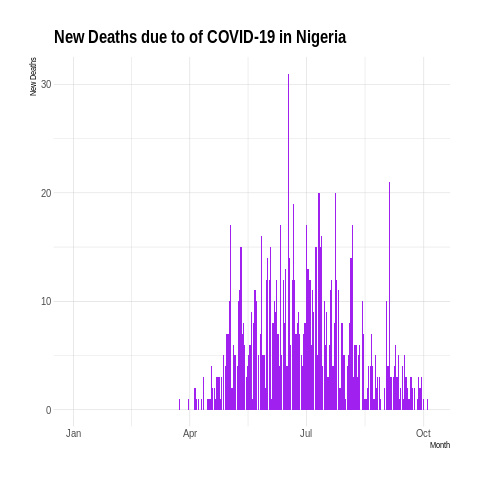 New Deaths due to of COVID-19 in Nigeria
New Deaths
30
20
10
0
Jan Apr Jul Oct
Month